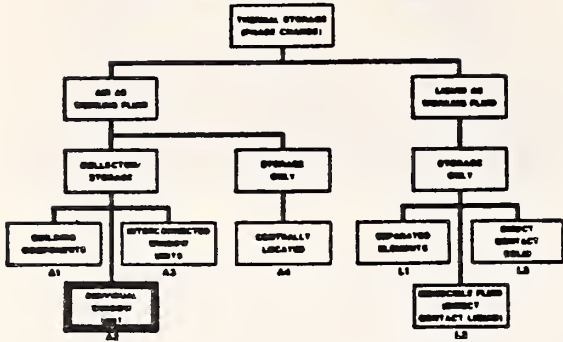 THERMAL STORAGE
(PHASE CHANGE)
AIR AS
WORKING FLUID
LIQUID AS
WORKING FLUID
COLLECTOR/
STORAGE
STORAGE
ONLY
STORAGE
ONLY
BUILDING
COMPONENTS
INTERCONNECTED
WINDOW
UNITS
CENTRALLY
LOCATED
SEPARATED
ELEMENTS
DIRECT
CONTACT
SOLID
A1
A3
A4
L1
INDIVIDUAL
WINDOW
UNIT
IMMISCIBLE FLUID
(DIRECT
CONTACT LIQUID)
A2